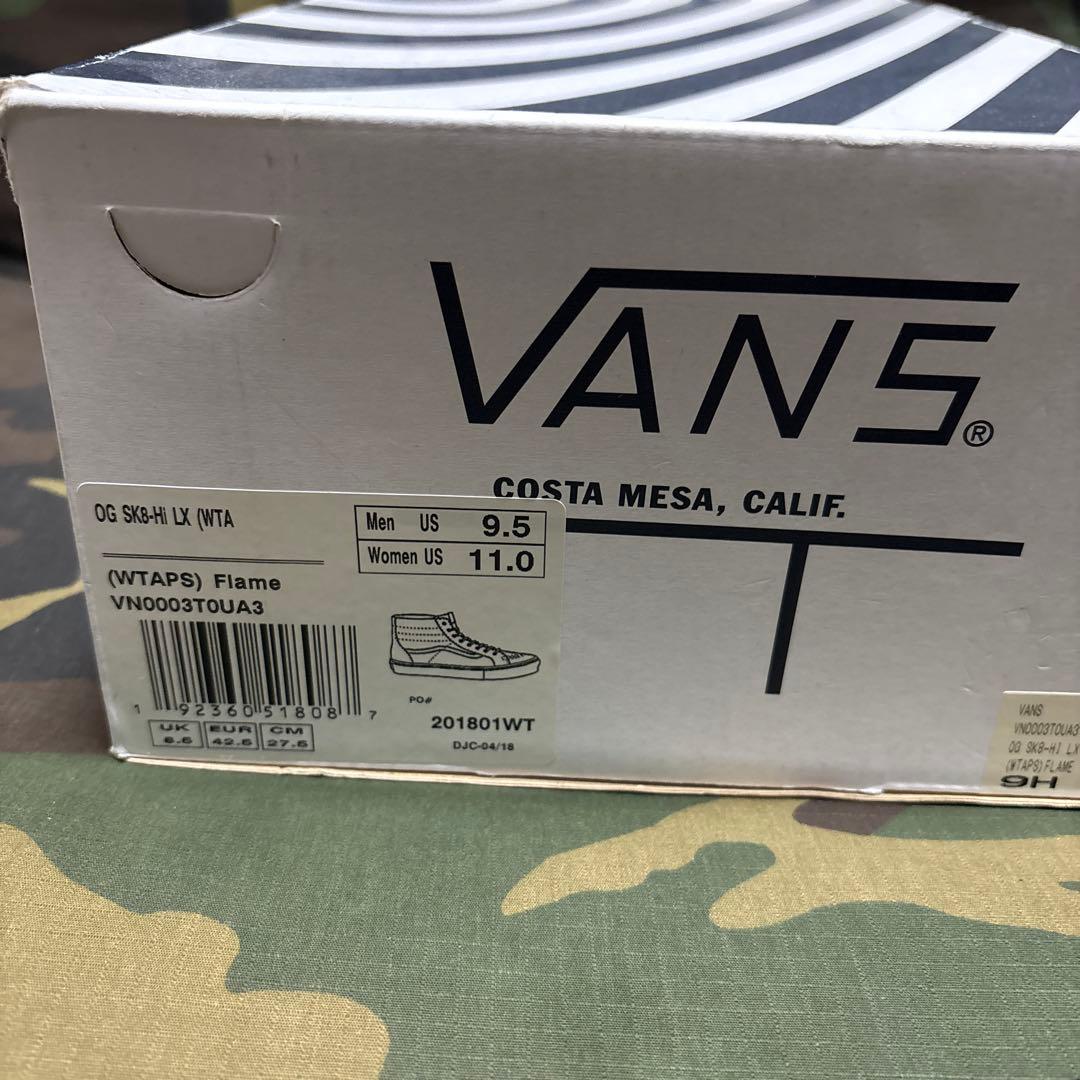 VANS®
COSTA MESA, CALIF.
OG SK8-Hi LX (WTA
Men US 9.5
Women US 11.0
(WTAPS) Flame
VN0003T0UA3
1 92360 51808 7
PO#
201801WT
DJC-04/18
UK EUR CM
8.5 42.5 27.5
VANS
VN0003T0UA3
OG SK8-HI LX
(WTAPS)FLAME
9H